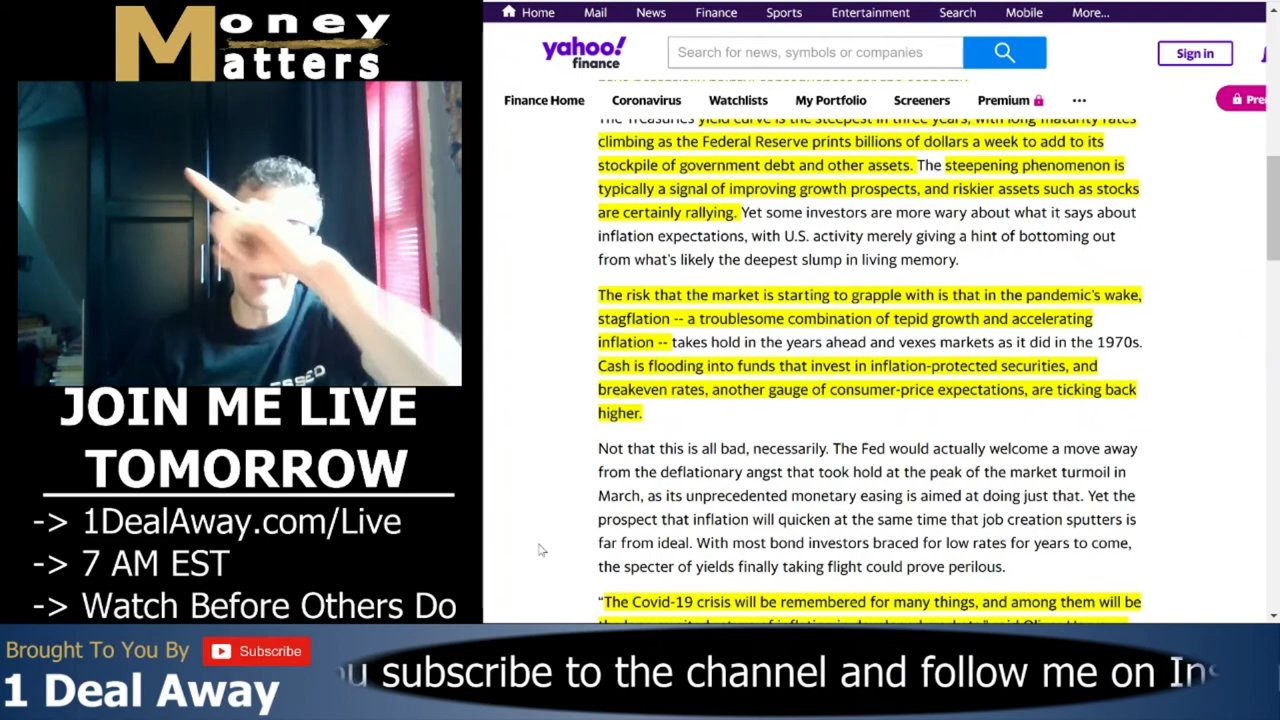 Money
Matters
JOIN ME LIVE
TOMORROW
-> 1DealAway.com/Live
-> 7 AM EST
-> Watch Before Others Do
Home Mail News Finance Sports Entertainment Search Mobile More...
yahoo!
finance
Search for news, symbols or companies
Sign in
Finance Home Coronavirus Watchlists My Portfolio Screeners Premium ...
The Treasuries yield curve is the steepest in three years, with long maturity rates
climbing as the Federal Reserve prints billions of dollars a week to add to its
stockpile of government debt and other assets. The steepening phenomenon is
typically a signal of improving growth prospects, and riskier assets such as stocks
are certainly rallying. Yet some investors are more wary about what it says about
inflation expectations, with U.S. activity merely giving a hint of bottoming out
from what's likely the deepest slump in living memory.
The risk that the market is starting to grapple with is that in the pandemic's wake,
stagflation -- a troublesome combination of tepid growth and accelerating
inflation -- takes hold in the years ahead and vexes markets as it did in the 1970s.
Cash is flooding into funds that invest in inflation-protected securities, and
breakeven rates, another gauge of consumer-price expectations, are ticking back
higher.
Not that this is all bad, necessarily. The Fed would actually welcome a move away
from the deflationary angst that took hold at the peak of the market turmoil in
March, as its unprecedented monetary easing is aimed at doing just that. Yet the
prospect that inflation will quicken at the same time that job creation sputters is
far from ideal. With most bond investors braced for low rates for years to come,
the specter of yields finally taking flight could prove perilous.
“The Covid-19 crisis will be remembered for many things, and among them will be
Brought To You By Subscribe
1 Deal Away
subscribe to the channel and follow me on